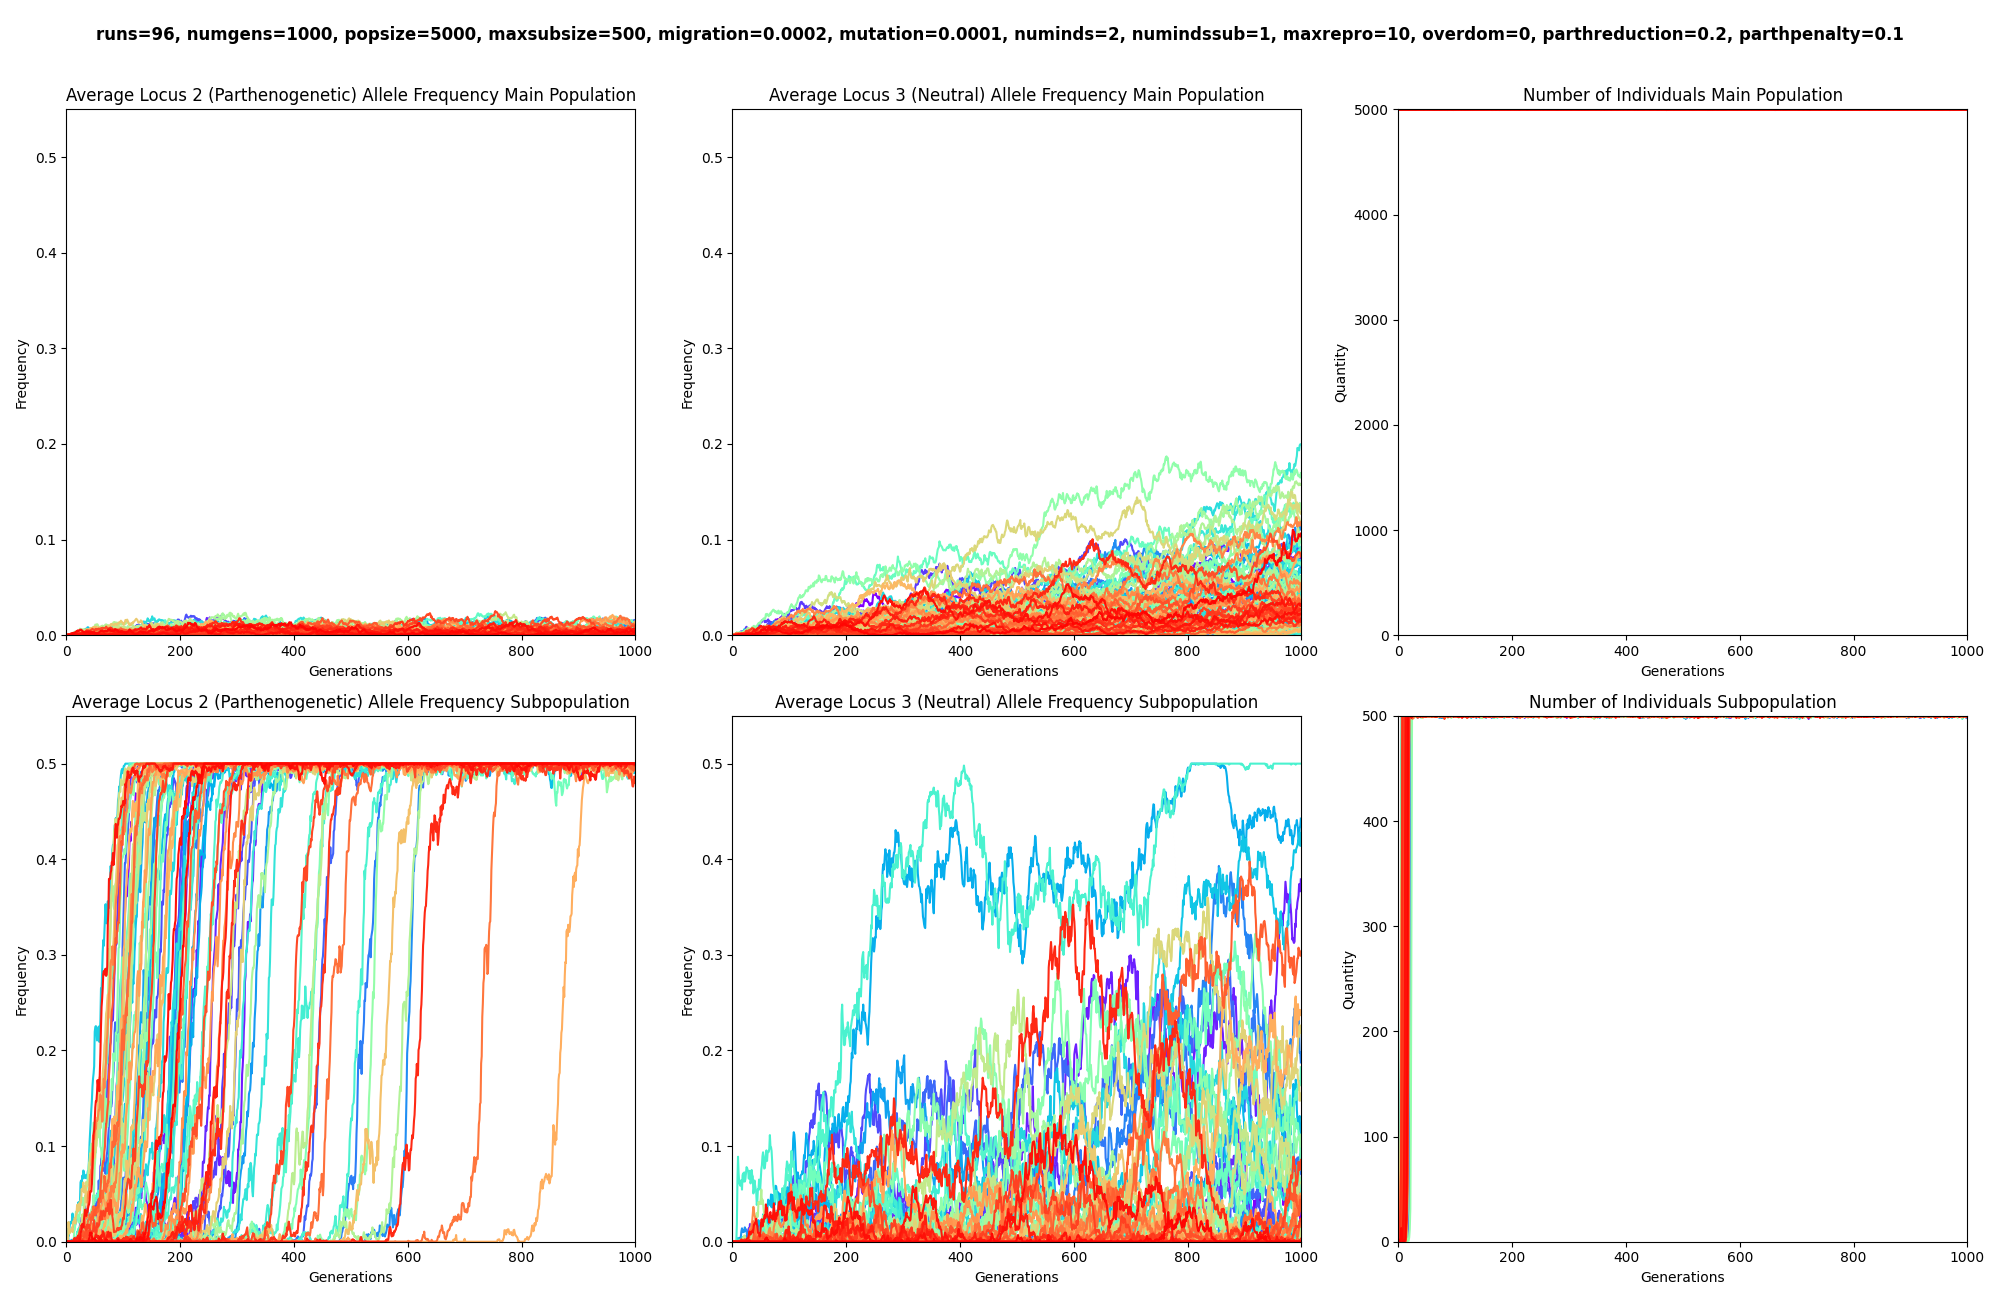 runs=96, numgens=1000, popsize=5000, maxsubsize=500, migration=0.0002, mutation=0.0001, numinds=2, numindssub=1, maxrepro=10, overdom=0, parthreduction=0.2, parthpenalty=0.1
Average Locus 2 (Parthenogenetic) Allele Frequency Main Population
Frequency
0.5
0.4
0.3
0.2
0.1
0.0
0 200 400 600 800 1000
Generations
Average Locus 3 (Neutral) Allele Frequency Main Population
Frequency
0.5
0.4
0.3
0.2
0.1
0.0
0 200 400 600 800 1000
Generations
Number of Individuals Main Population
Quantity
5000
4000
3000
2000
1000
0
0 200 400 600 800 1000
Generations
Average Locus 2 (Parthenogenetic) Allele Frequency Subpopulation
Frequency
0.5
0.4
0.3
0.2
0.1
0.0
0 200 400 600 800 1000
Generations
Average Locus 3 (Neutral) Allele Frequency Subpopulation
Frequency
0.5
0.4
0.3
0.2
0.1
0.0
0 200 400 600 800 1000
Generations
Number of Individuals Subpopulation
Quantity
500
400
300
200
100
0
0 200 400 600 800 1000
Generations